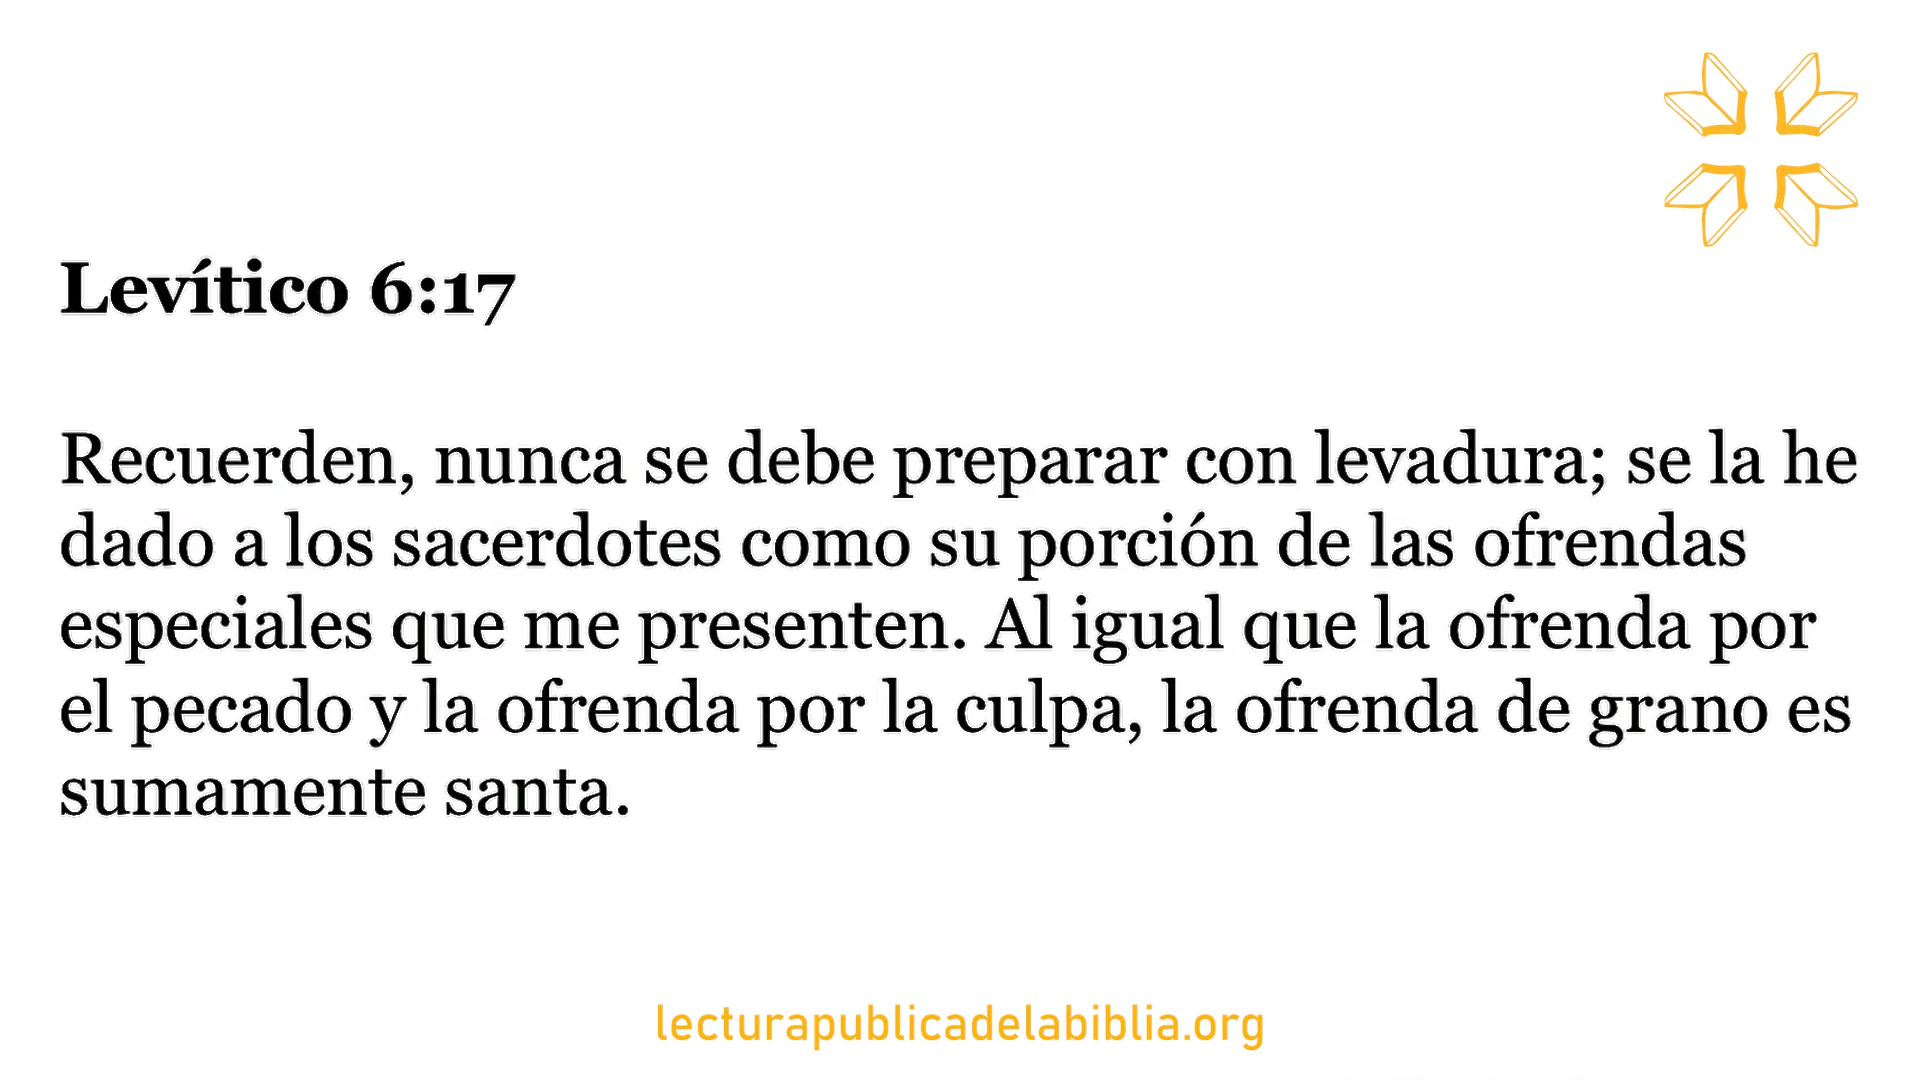 Levítico 6:17
Recuerden, nunca se debe preparar con levadura; se la he
dado a los sacerdotes como su porción de las ofrendas
especiales que me presenten. Al igual que la ofrenda por
el pecado y la ofrenda por la culpa, la ofrenda de grano es
sumamente santa.
lecturapublicadelabiblia.org